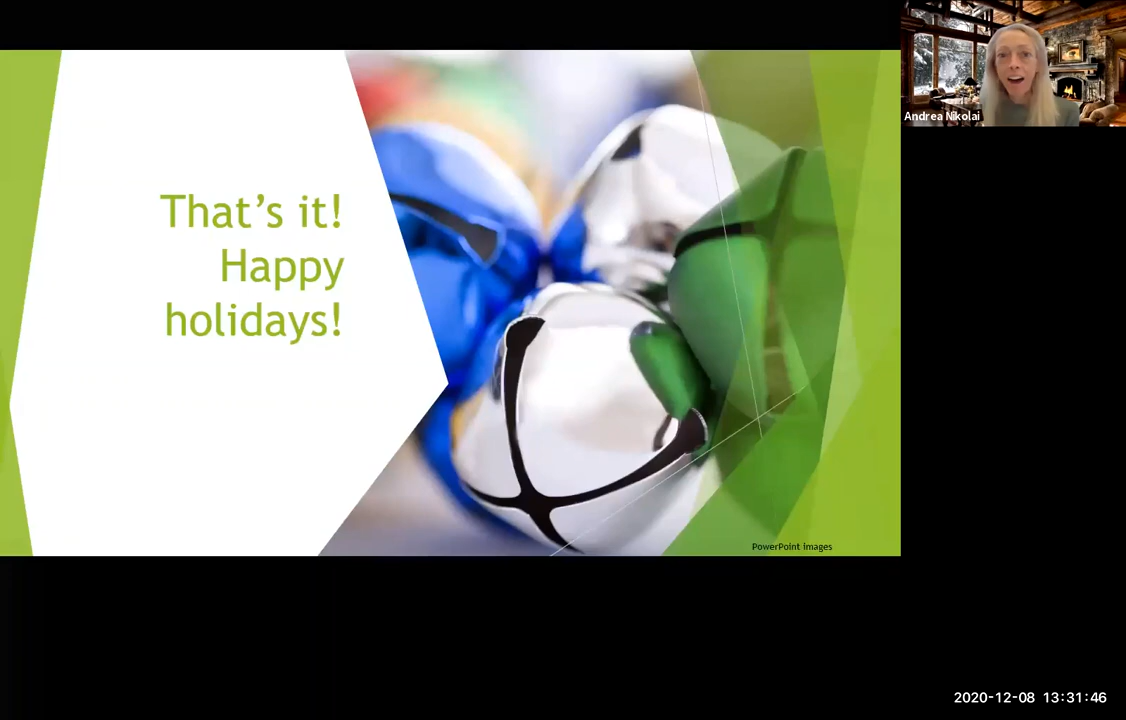 Andrea Nikolai
That’s it!
Happy
holidays!
PowerPoint images
2020-12-08 13:31:46